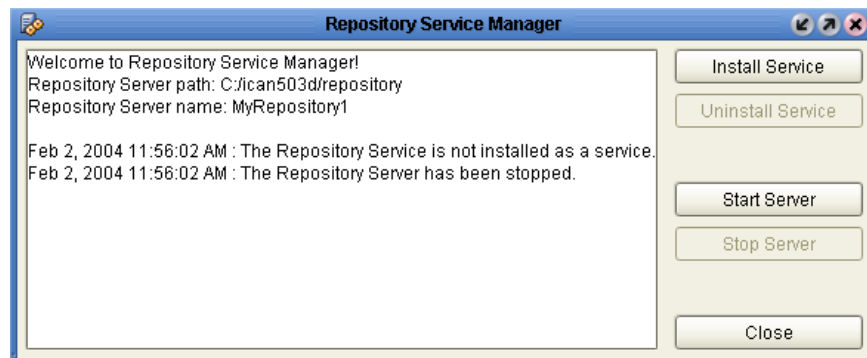 Repository Service Manager
Welcome to Repository Service Manager!
Repository Server path: C:/ican503d/repository
Repository Server name: MyRepository1
Feb 2, 2004 11:56:02 AM : The Repository Service is not installed as a service.
Feb 2, 2004 11:56:02 AM : The Repository Server has been stopped.
Install Service
Uninstall Service
Start Server
Stop Server
Close